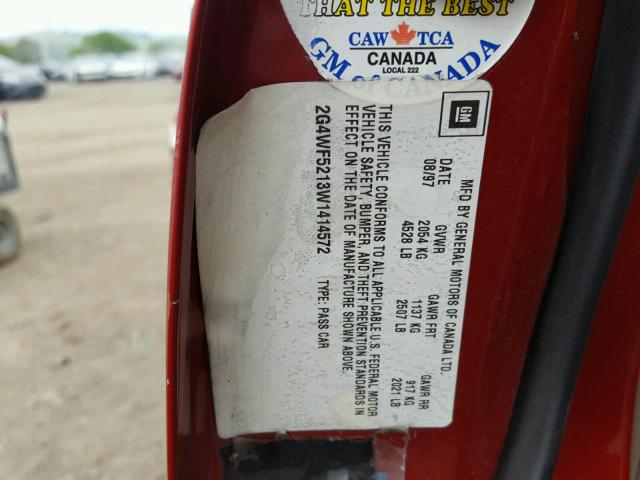 THAT THE BEST
CAW TCA
CANADA
LOCAL 222
GM of CANADA
GM
MFD BY GENERAL MOTORS OF CANADA LTD.
DATE GVWR GAWR FRT GAWR RR
08/97 2054 KG 1137 KG 917 KG
4528 LB 2507 LB 2021 LB
THIS VEHICLE CONFORMS TO ALL APPLICABLE U.S. FEDERAL MOTOR
VEHICLE SAFETY, BUMPER, AND THEFT PREVENTION STANDARDS IN
EFFECT ON THE DATE OF MANUFACTURE SHOWN ABOVE.
2G4WF5213W1414572 TYPE: PASS CAR